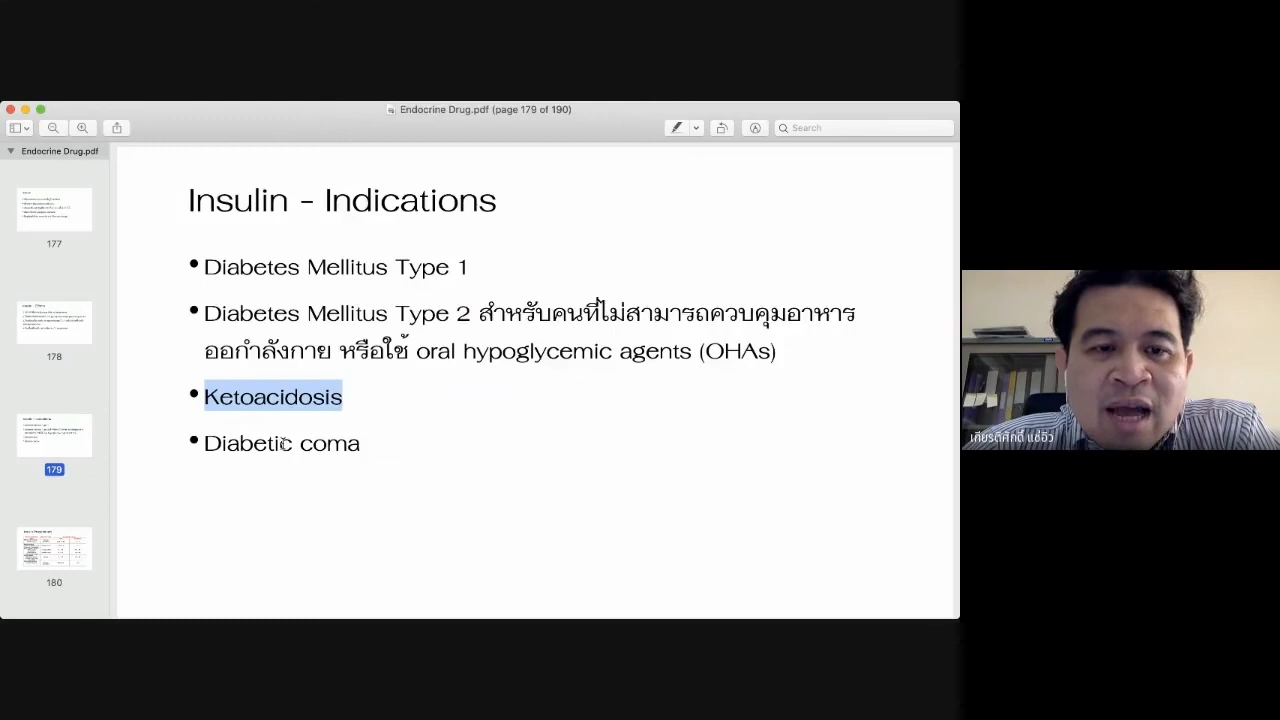 Endocrine Drug.pdf (page 179 of 190)
Search
Endocrine Drug.pdf
177
178
179
180
Insulin - Indications
• Diabetes Mellitus Type 1
• Diabetes Mellitus Type 2 สำหรับคนที่ไม่สามารถควบคุมอาหาร
ออกำลังกาย หรือใช้ oral hypoglycemic agents (OHAs)
• Ketoacidosis
• Diabetic coma
เกียรติศักดิ์ แซ่อิ๋ว